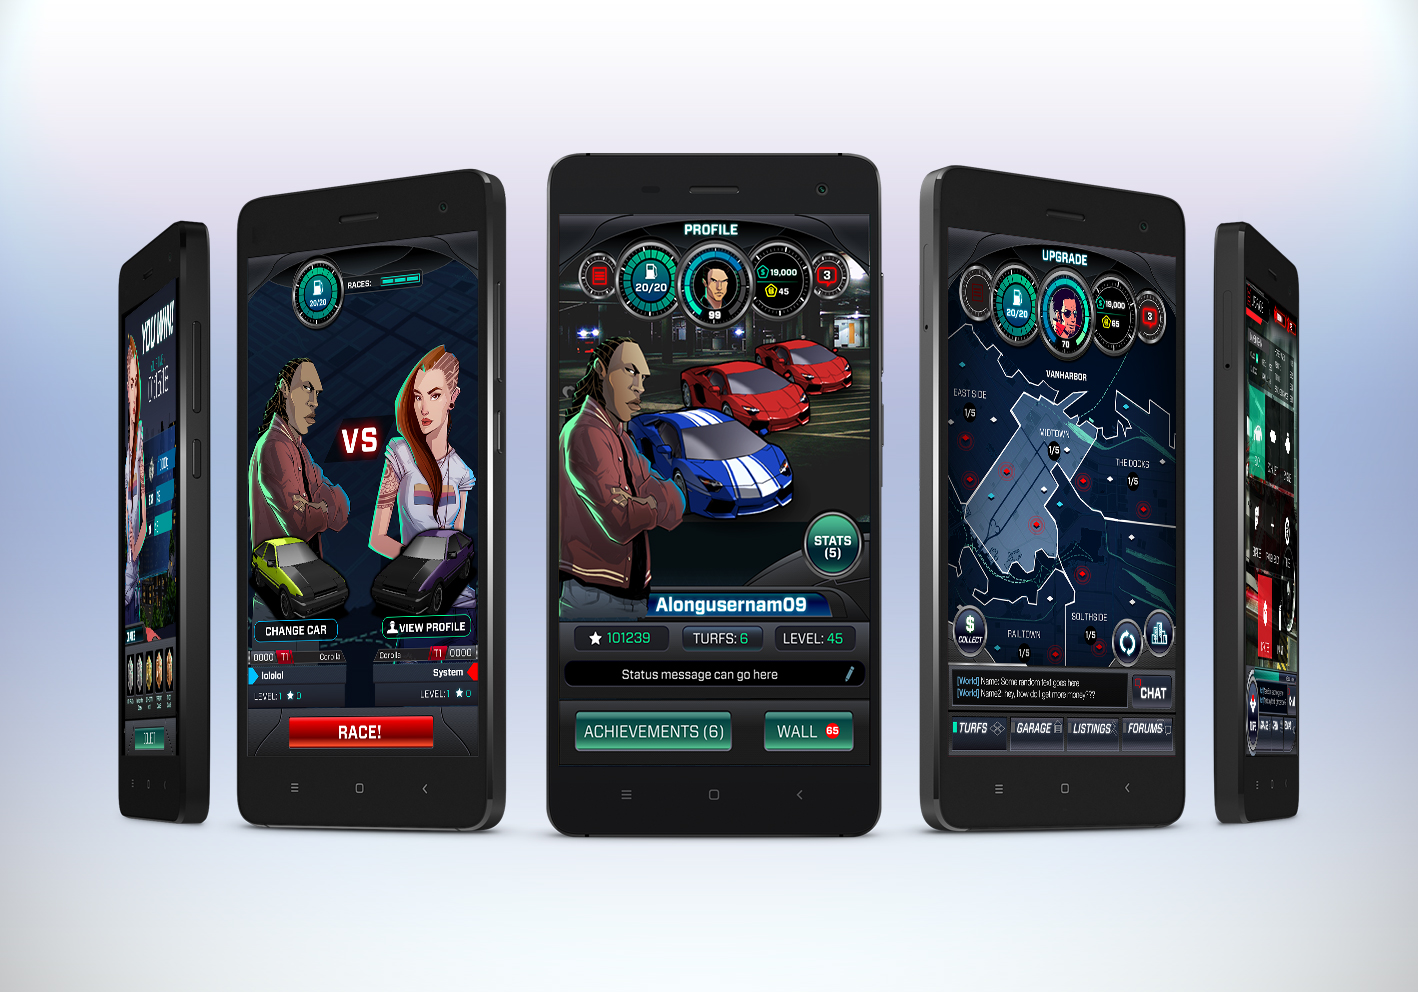 YOU WIN!
20/20
RACES:
VS
CHANGE CAR
VIEW PROFILE
0000 T1 Corolla
Corolla T1 0000
lololol
System
LEVEL:1 ★ 0
LEVEL:1 ★ 0
RACE!
PROFILE
20/20
99
19,000
45
3
STATS
(5)
Alongusernam09
★ 101239
TURFS: 6
LEVEL: 45
Status message can go here
ACHIEVEMENTS (6)
WALL 65
UPGRADE
20/20
70
19,000
65
3
VANHARBOR
EAST SIDE
1/5
MIDTOWN
1/5
THE DOCKS
1/5
SOUTHSIDE
1/5
RAILTOWN
1/5
$
COLLECT
[World] Name: Some random text goes here
[World] Name2: hey, how do I get more money???
CHAT
TURFS
GARAGE
LISTINGS
FORUMS